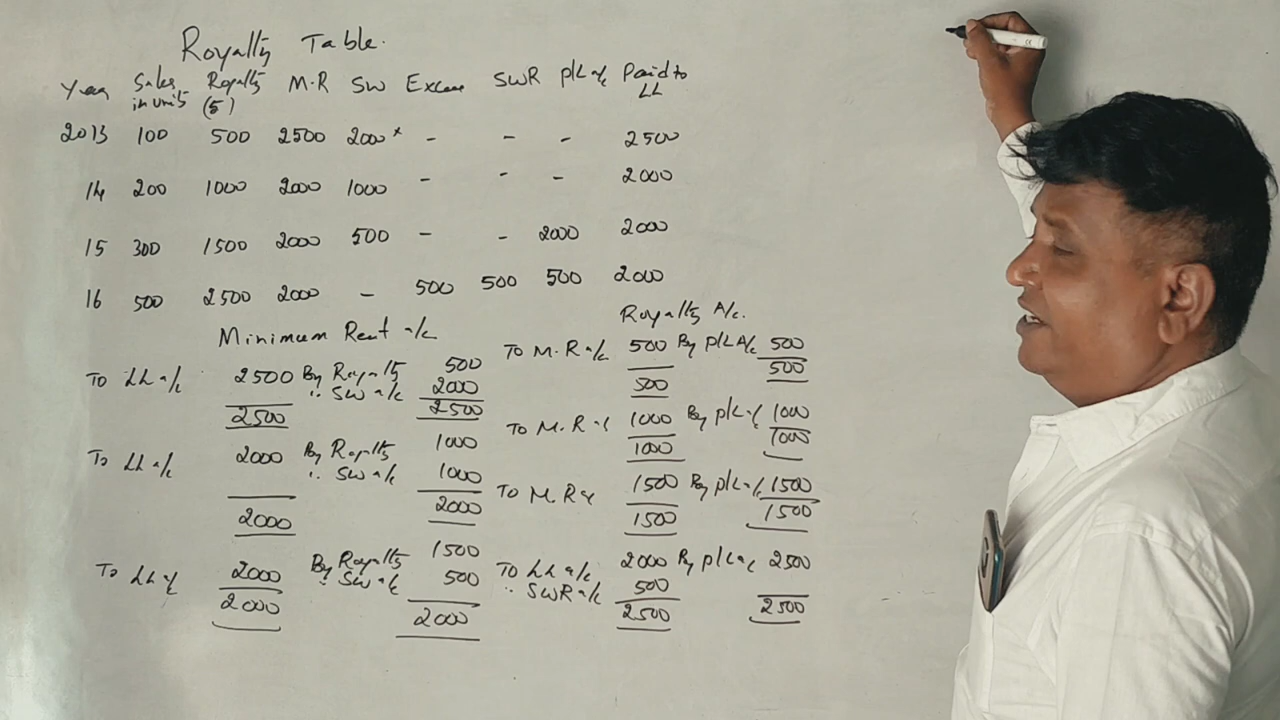 Royalty Table.
Year Sales in units Royalty (5) M.R SW Excess SWR P/L a/c Paid to LL
2013 100 500 2500 2000* - - - 2500
14 200 1000 2000 1000 - - - 2000
15 300 1500 2000 500 - - 2000 2000
16 500 2500 2000 - 500 500 500 2000
Minimum Rent a/c
To LL a/c 2500 By Royalty 500
" SW a/c 2000
2500 2500
To LL a/c 2000 By Royalty 1000
" SW a/c 1000
2000 2000
To LL a/c 2000 By Royalty 1500
" SW a/c 500
2000 2000
Royalty A/c.
To M.R a/c 500 By P/L A/c 500
500 500
To M.R a/c 1000 By P/L a/c 1000
1000 1000
To M.R a/c 1500 By P/L a/c 1500
1500 1500
To LL a/c 2000 By P/L a/c 2500
" SWR a/c 500
2500 2500